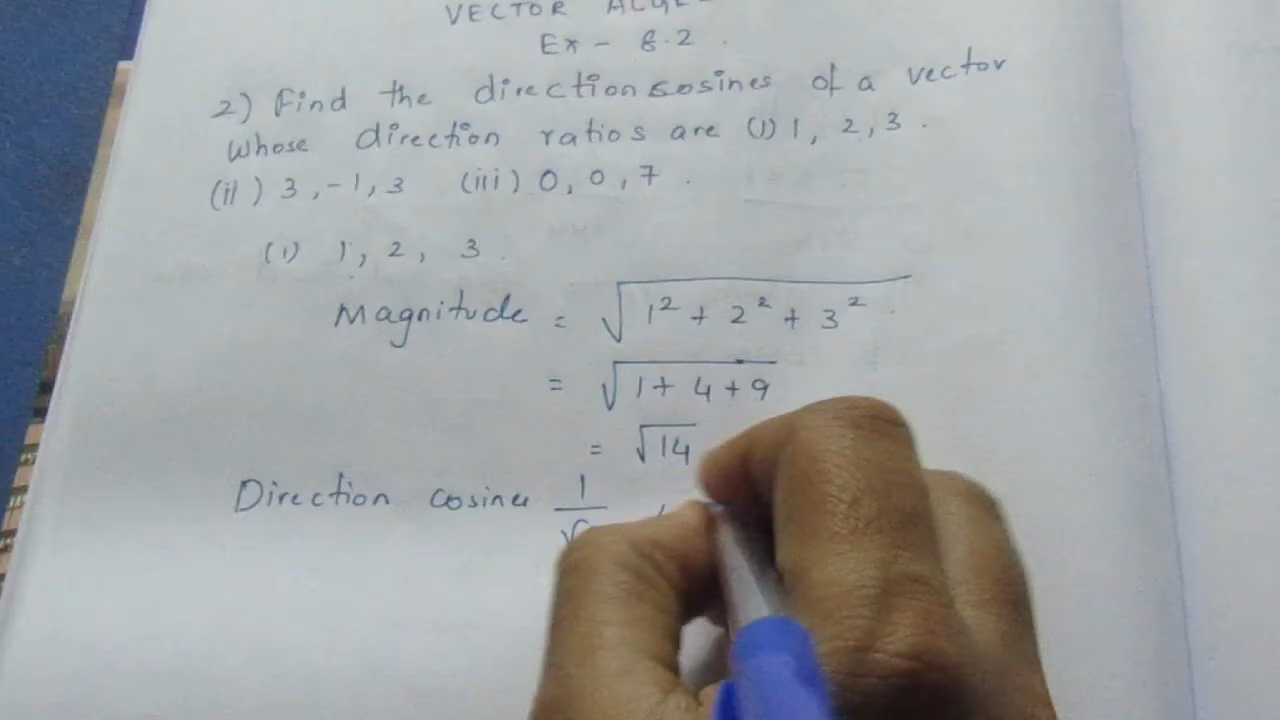 VECTOR
Ex - 8.2
2) Find the direction cosines of a vector
whose direction ratios are (i) 1, 2, 3.
(ii) 3, -1, 3 (iii) 0, 0, 7.
(i) 1, 2, 3.
Magnitude = √1² + 2² + 3²
= √1 + 4 + 9
= √14
Direction cosines 1